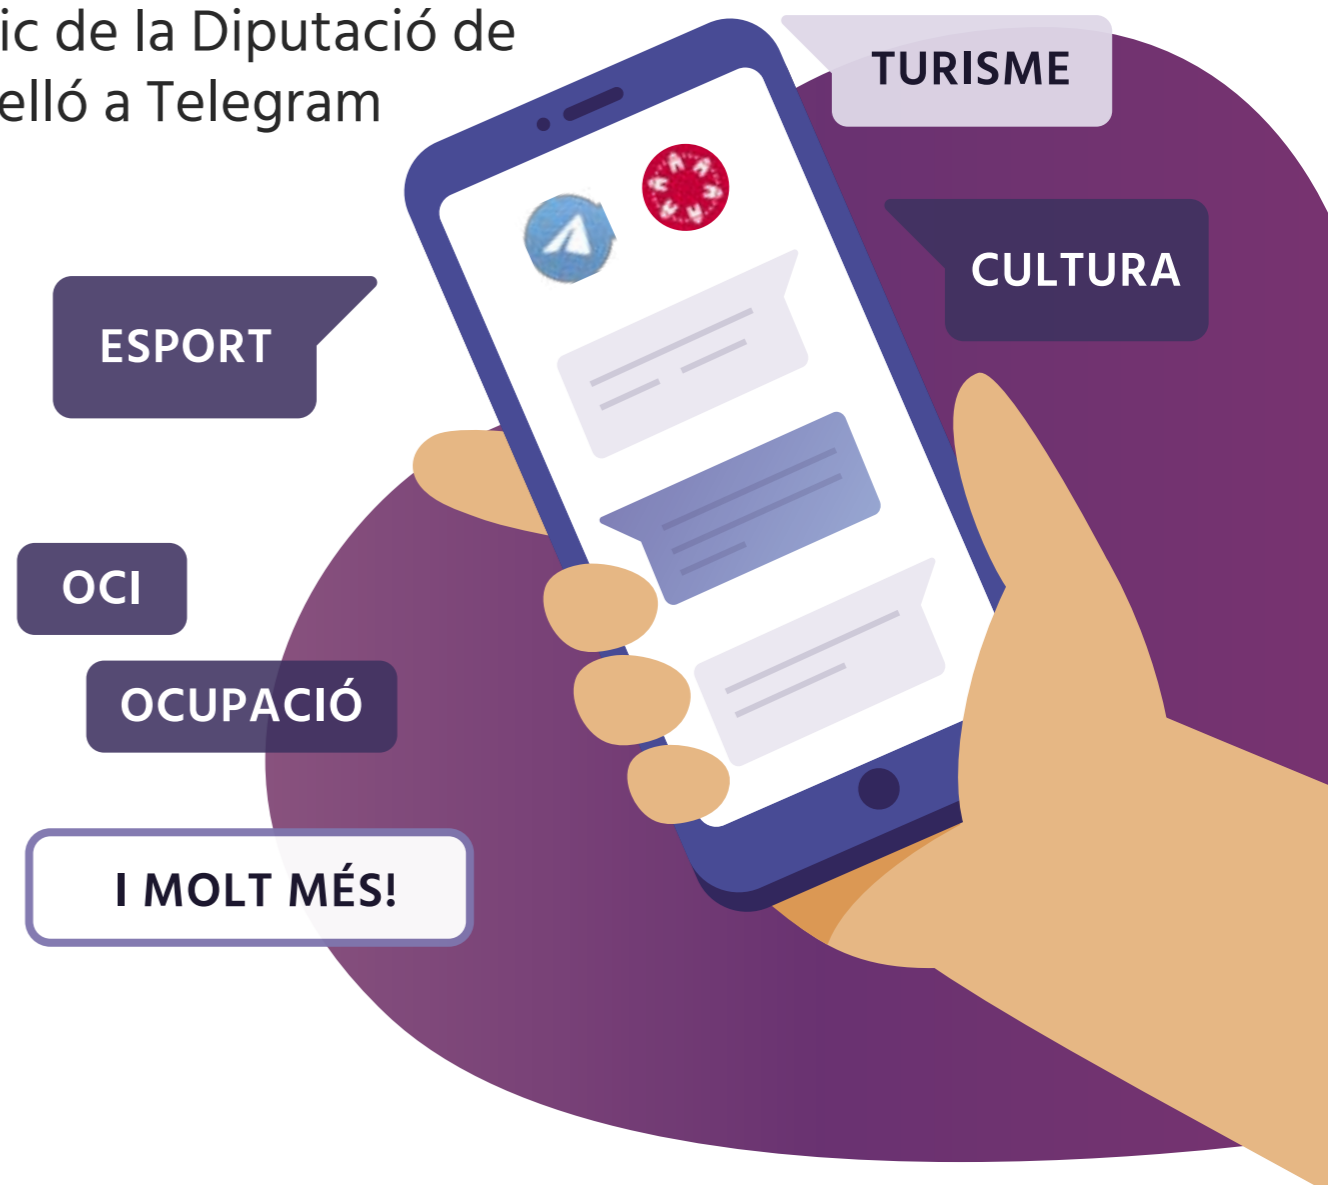 ic de la Diputació de
elló a Telegram
TURISME
CULTURA
ESPORT
OCI
OCUPACIÓ
I MOLT MÉS!